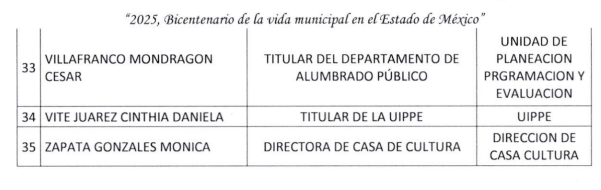 “2025, Bicentenario de la vida municipal en el Estado de México”
33 VILLAFRANCO MONDRAGON CESAR TITULAR DEL DEPARTAMENTO DE ALUMBRADO PÚBLICO UNIDAD DE PLANEACION PRGRAMACION Y EVALUACION
34 VITE JUAREZ CINTHIA DANIELA TITULAR DE LA UIPPE UIPPE
35 ZAPATA GONZALES MONICA DIRECTORA DE CASA DE CULTURA DIRECCION DE CASA CULTURA